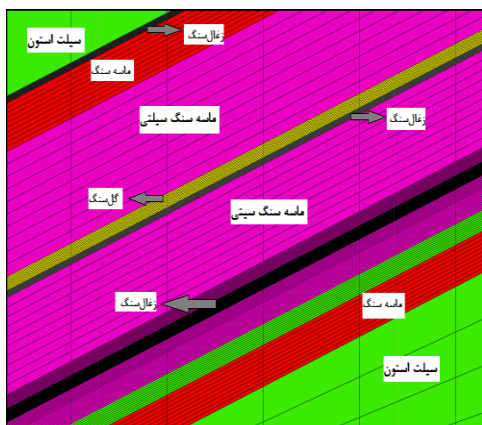 سیلت استون
زغال‌سنگ
ماسه سنگ
ماسه سنگ سیلتی
زغال‌سنگ
گل‌سنگ
ماسه سنگ سیتی
زغال‌سنگ
ماسه سنگ
سیلت استون